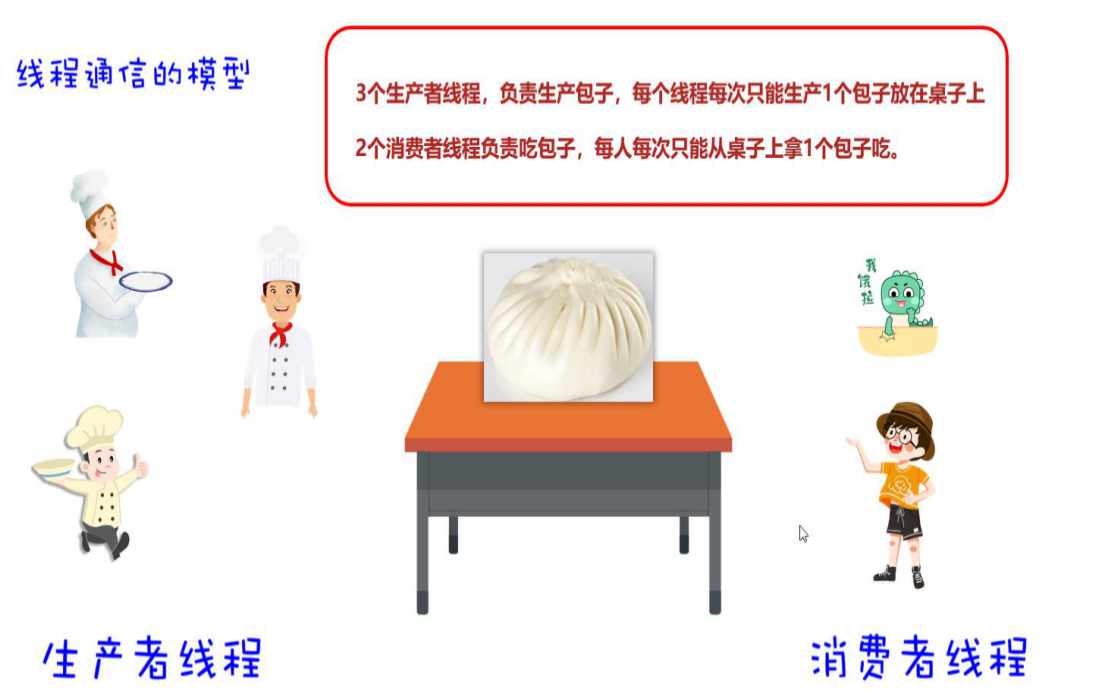 线程通信的模型
3个生产者线程，负责生产包子，每个线程每次只能生产1个包子放在桌子上
2个消费者线程负责吃包子，每人每次只能从桌子上拿1个包子吃。
我饿拉
生产者线程
消费者线程